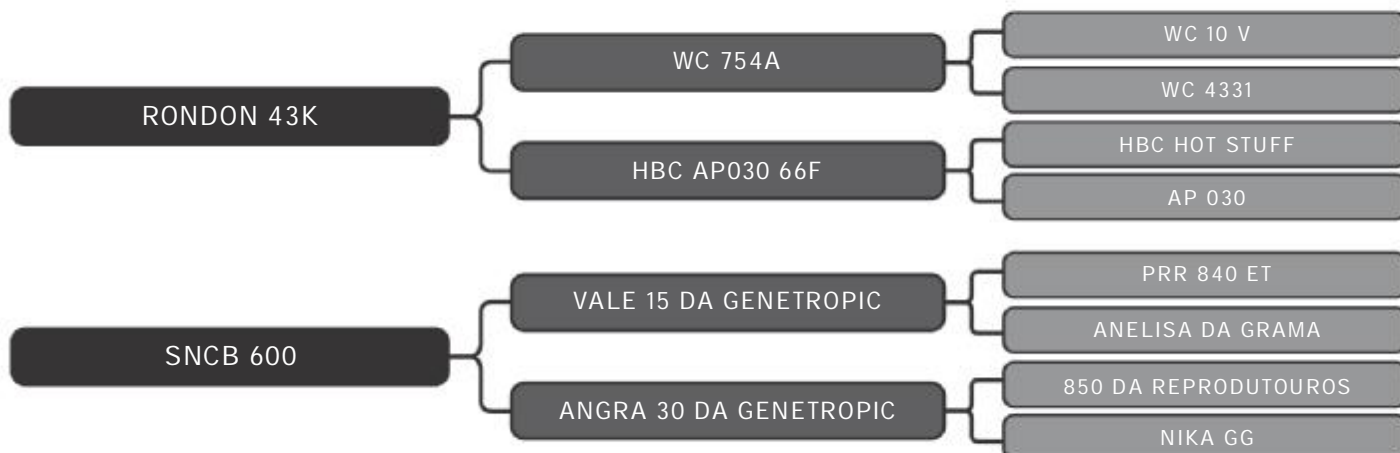 RONDON 43K
WC 754A
HBC AP030 66F
WC 10 V
WC 4331
HBC HOT STUFF
AP 030
SNCB 600
VALE 15 DA GENETROPIC
ANGRA 30 DA GENETROPIC
PRR 840 ET
ANELISA DA GRAMA
850 DA REPRODUTOUROS
NIKA GG